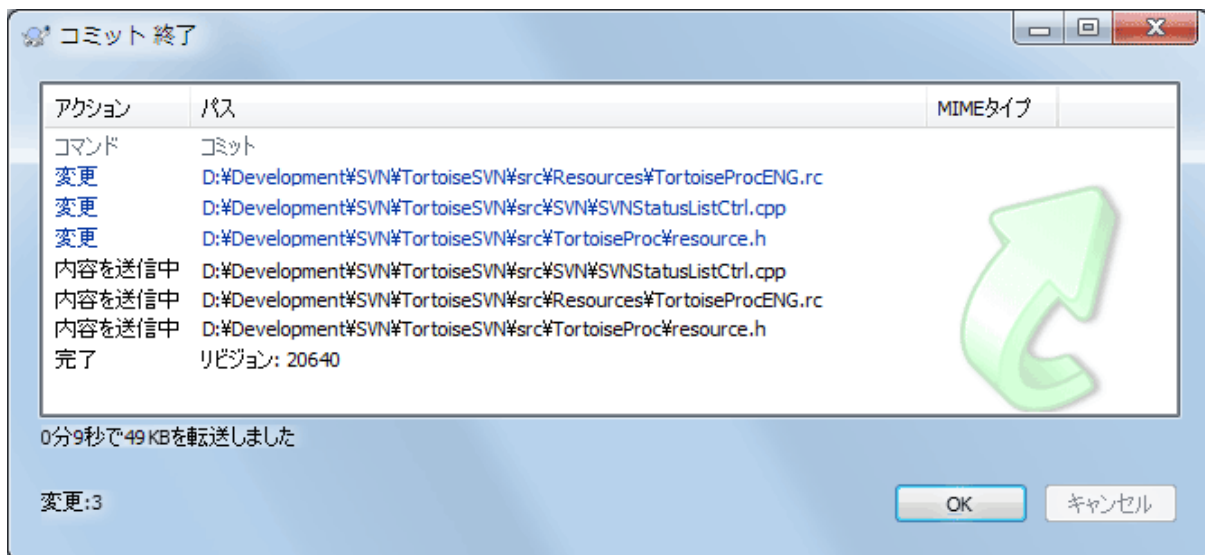 コミット 終了
アクション パス MIMEタイプ
コマンド コミット
変更 D:¥Development¥SVN¥TortoiseSVN¥src¥Resources¥TortoiseProcENG.rc
変更 D:¥Development¥SVN¥TortoiseSVN¥src¥SVN¥SVNStatusListCtrl.cpp
変更 D:¥Development¥SVN¥TortoiseSVN¥src¥TortoiseProc¥resource.h
内容を送信中 D:¥Development¥SVN¥TortoiseSVN¥src¥SVN¥SVNStatusListCtrl.cpp
内容を送信中 D:¥Development¥SVN¥TortoiseSVN¥src¥Resources¥TortoiseProcENG.rc
内容を送信中 D:¥Development¥SVN¥TortoiseSVN¥src¥TortoiseProc¥resource.h
完了 リビジョン: 20640
0分9秒で49 KBを転送しました
変更:3
OK キャンセル